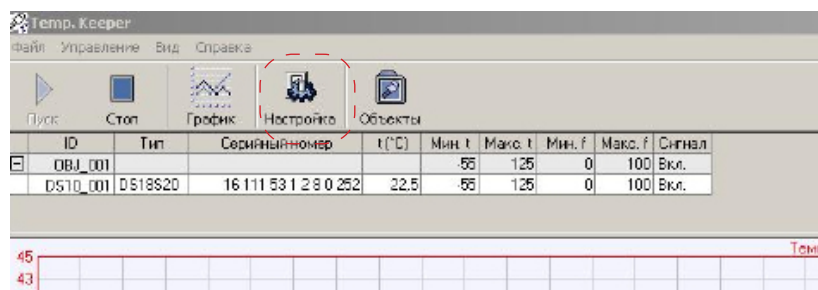 Temp. Keeper
Файл Управление Вид Справка
Пуск Стоп График Настройка Объекты
ID Тип Серийный номер t(°C) Мин. t Макс. t Мин. f Макс. f Сигнал
OBJ_001 -55 125 0 100 Вкл.
DST0_001 DS18S20 16 111 53 1 2 8 0 252 22.5 -55 125 0 100 Вкл.
Темп
45
43